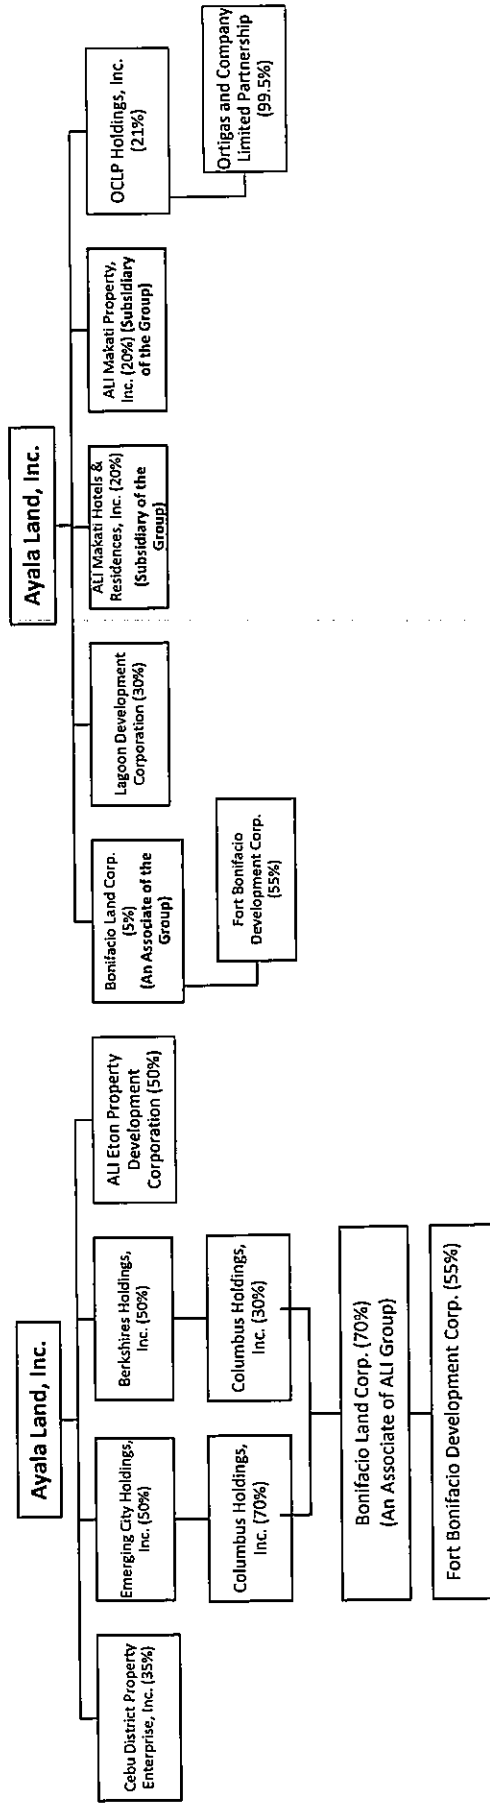 Ayala Land, Inc.
Cebu District Property
Enterprise, Inc. (35%)
Emerging City Holdings,
Inc. (50%)
Berkshires Holdings,
Inc. (50%)
ALI Eton Property
Development
Corporation (50%)
Columbus Holdings,
Inc. (70%)
Columbus Holdings,
Inc. (30%)
Bonifacio Land Corp. (70%)
(An Associate of ALI Group)
Fort Bonifacio Development Corp. (55%)
Ayala Land, Inc.
Bonifacio Land Corp.
(5%)
(An Associate of the
Group)
Lagoon Development
Corporation (30%)
ALI Makati Hotels &
Residences, Inc. (20%)
(Subsidiary of the
Group)
ALI Makati Property,
Inc. (20%) (Subsidiary
of the Group)
OCLP Holdings, Inc.
(21%)
Fort Bonifacio
Development Corp.
(55%)
Ortigas and Company
Limited Partnership
(99.5%)